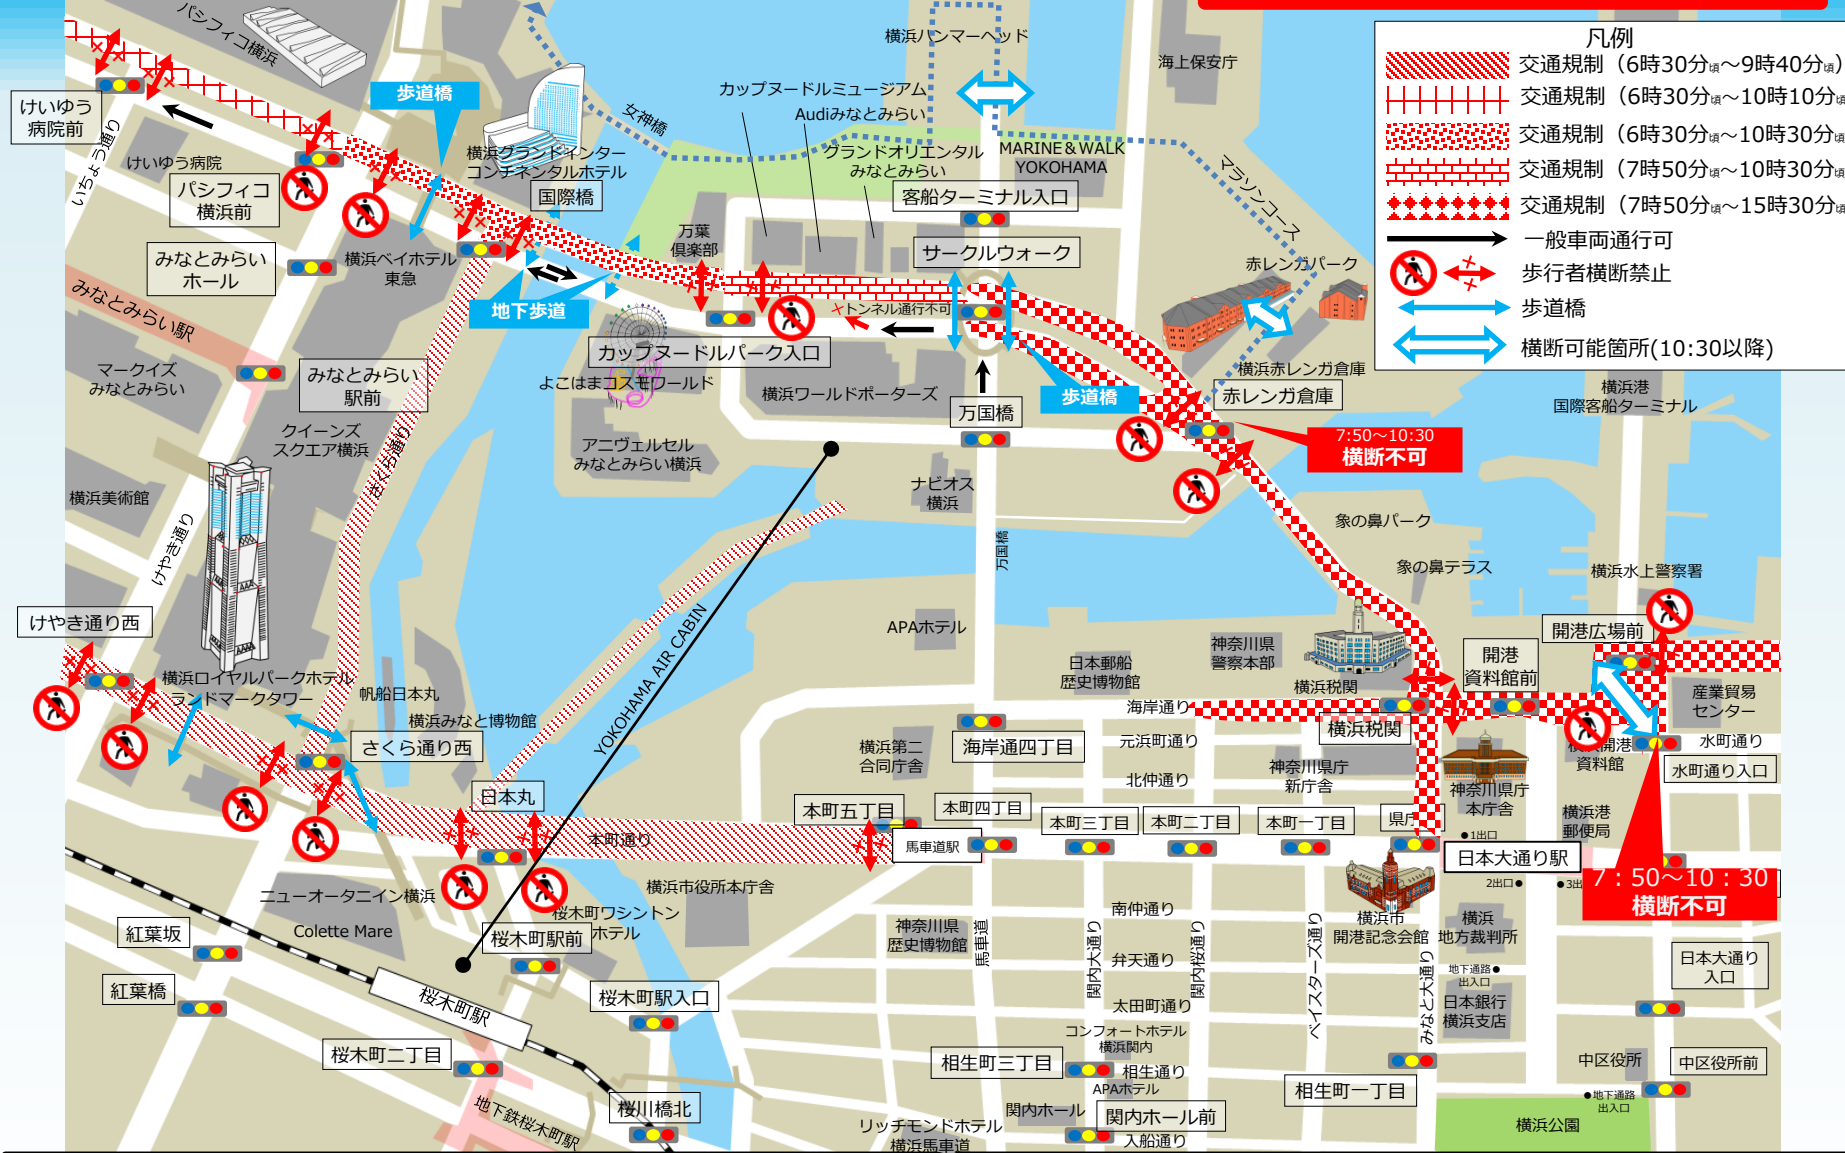 凡例
交通規制（6時30分頃～9時40分頃）
交通規制（6時30分頃～10時10分頃
交通規制（6時30分頃～10時30分頃
交通規制（7時50分頃～10時30分頃
交通規制（7時50分頃～15時30分頃
一般車両通行可
歩行者横断禁止
歩道橋
横断可能箇所(10:30以降)
パシフィコ横浜
横浜ハンマーヘッド
海上保安庁
歩道橋
けいゆう
病院前
カップヌードルミュージアム
Audiみなとみらい
女神橋
いちょう通り
けいゆう病院
横浜グランドインター
コンチネンタルホテル
グランドオリエンタル
みなとみらい
MARINE＆WALK
YOKOHAMA
マラソンコース
パシフィコ
横浜前
国際橋
客船ターミナル入口
万葉
倶楽部
サークルウォーク
みなとみらい
ホール
横浜ベイホテル
東急
赤レンガパーク
みなとみらい駅
地下歩道
トンネル通行不可
カップヌードルパーク入口
マークイズ
みなとみらい
みなとみらい
駅前
よこはまコスモワールド
横浜ワールドポーターズ
横浜赤レンガ倉庫
歩道橋
赤レンガ倉庫
横浜港
国際客船ターミナル
万国橋
クイーンズ
スクエア横浜
さくら通り
アニヴェルセル
みなとみらい横浜
7:50～10:30
横断不可
横浜美術館
ナビオス
横浜
象の鼻パーク
けやき通り
万国橋
象の鼻テラス
横浜水上警察署
けやき通り西
YOKOHAMA AIR CABIN
APAホテル
神奈川県
警察本部
開港広場前
開港
資料館前
日本郵船
歴史博物館
横浜ロイヤルパークホテル
ランドマークタワー
帆船日本丸
横浜税関
産業貿易
センター
横浜みなと博物館
海岸通り
横浜税関
さくら通り西
横浜第二
合同庁舎
海岸通四丁目
元浜町通り
水町通り
横浜開港
資料館
水町通り入口
北仲通り
神奈川県庁
新庁舎
神奈川県庁
本庁舎
日本丸
本町五丁目
本町四丁目
本町三丁目
本町二丁目
本町一丁目
県庁
横浜港
郵便局
本町通り
馬車道駅
1出口
日本大通り駅
2出口
3出
7：50～10：30
横断不可
ニューオータニイン横浜
横浜市役所本庁舎
Colette Mare
桜木町ワシントン
ホテル
桜木町駅前
紅葉坂
神奈川県
歴史博物館
馬車道
南仲通り
関内大通り
弁天通り
関内桜通り
ベイスターズ通り
横浜市
開港記念会館
みなと大通り
横浜
地方裁判所
地下通路
出入口
日本大通り
入口
紅葉橋
桜木町駅
桜木町駅入口
太田町通り
日本銀行
横浜支店
コンフォートホテル
横浜関内
桜木町二丁目
相生町三丁目
相生通り
APAホテル
相生町一丁目
中区役所
中区役所前
地下通路
出入口
地下鉄桜木町駅
桜川橋北
関内ホール
関内ホール前
リッチモンドホテル
横浜馬車道
入船通り
横浜公園